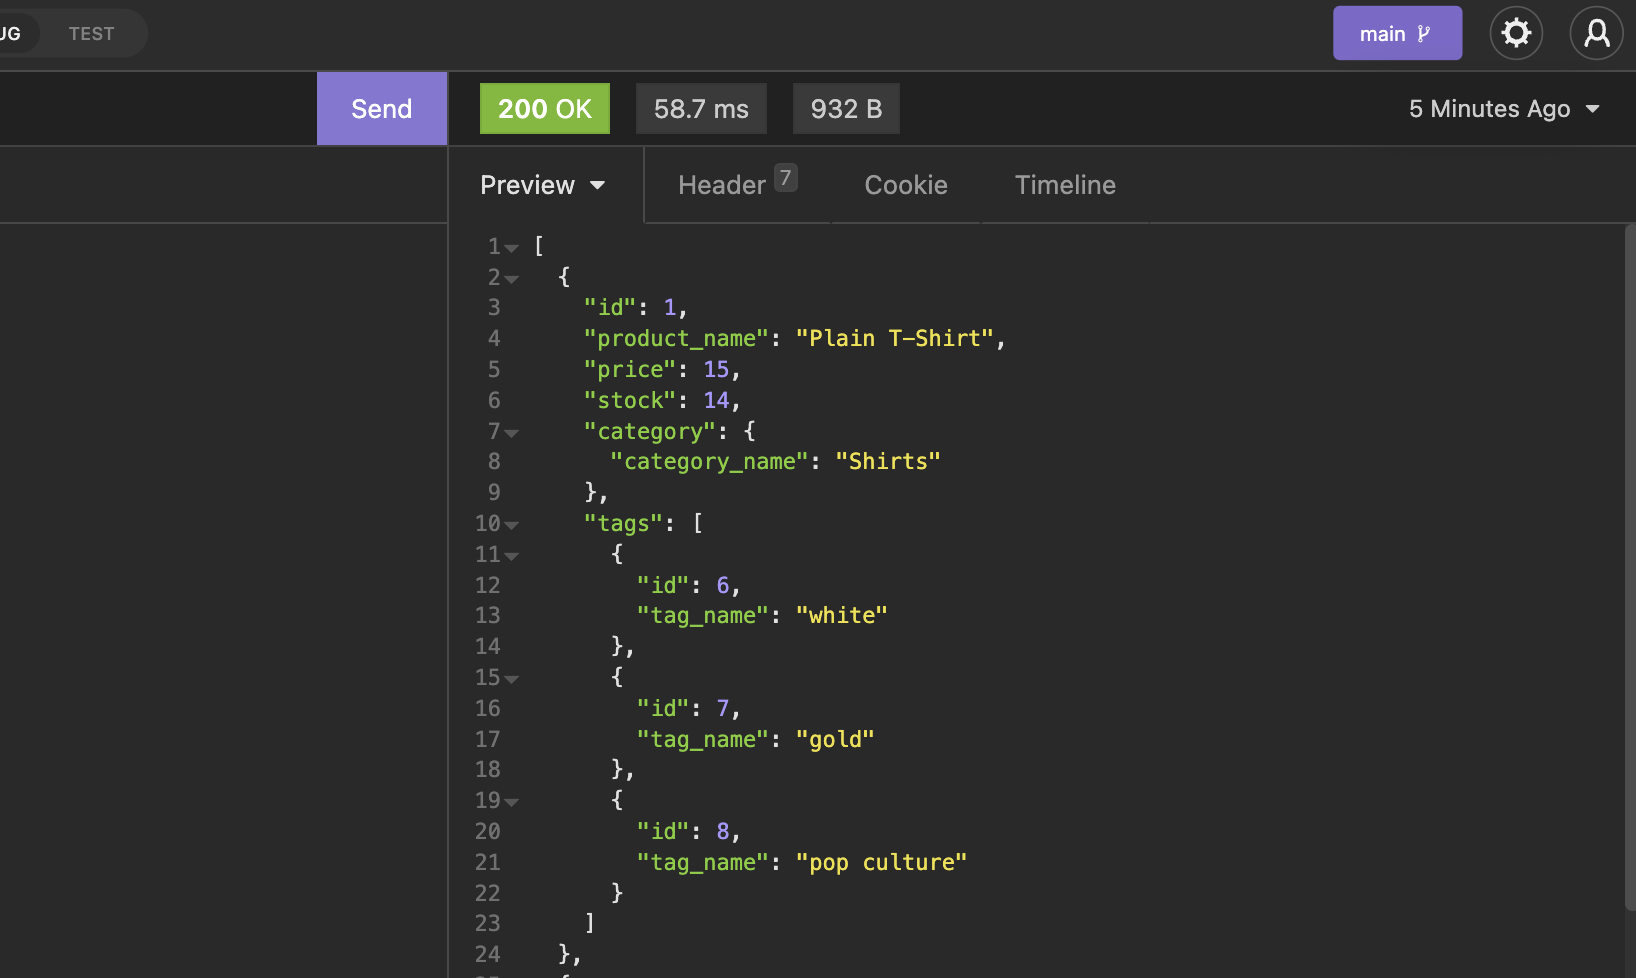 UG TEST main
Send 200 OK 58.7 ms 932 B 5 Minutes Ago
Preview Header 7 Cookie Timeline
1 [
2 {
3 "id": 1,
4 "product_name": "Plain T-Shirt",
5 "price": 15,
6 "stock": 14,
7 "category": {
8 "category_name": "Shirts"
9 },
10 "tags": [
11 {
12 "id": 6,
13 "tag_name": "white"
14 },
15 {
16 "id": 7,
17 "tag_name": "gold"
18 },
19 {
20 "id": 8,
21 "tag_name": "pop culture"
22 }
23 ]
24 },